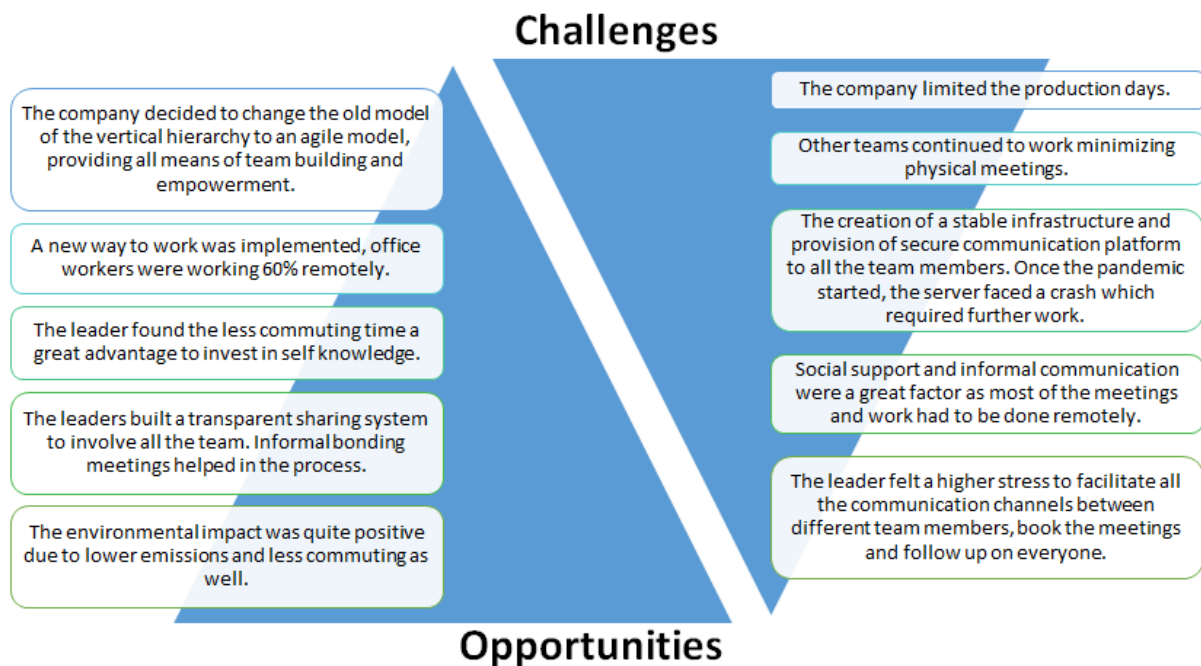 Challenges
The company decided to change the old model
of the vertical hierarchy to an agile model,
providing all means of team building and
empowerment.
A new way to work was implemented, office
workers were working 60% remotely.
The leader found the less commuting time a
great advantage to invest in self knowledge.
The leaders built a transparent sharing system
to involve all the team. Informal bonding
meetings helped in the process.
The environmental impact was quite positive
due to lower emissions and less commuting as
well.
The company limited the production days.
Other teams continued to work minimizing
physical meetings.
The creation of a stable infrastructure and
provision of secure communication platform
to all the team members. Once the pandemic
started, the server faced a crash which
required further work.
Social support and informal communication
were a great factor as most of the meetings
and work had to be done remotely.
The leader felt a higher stress to facilitate all
the communication channels between
different team members, book the meetings
and follow up on everyone.
Opportunities